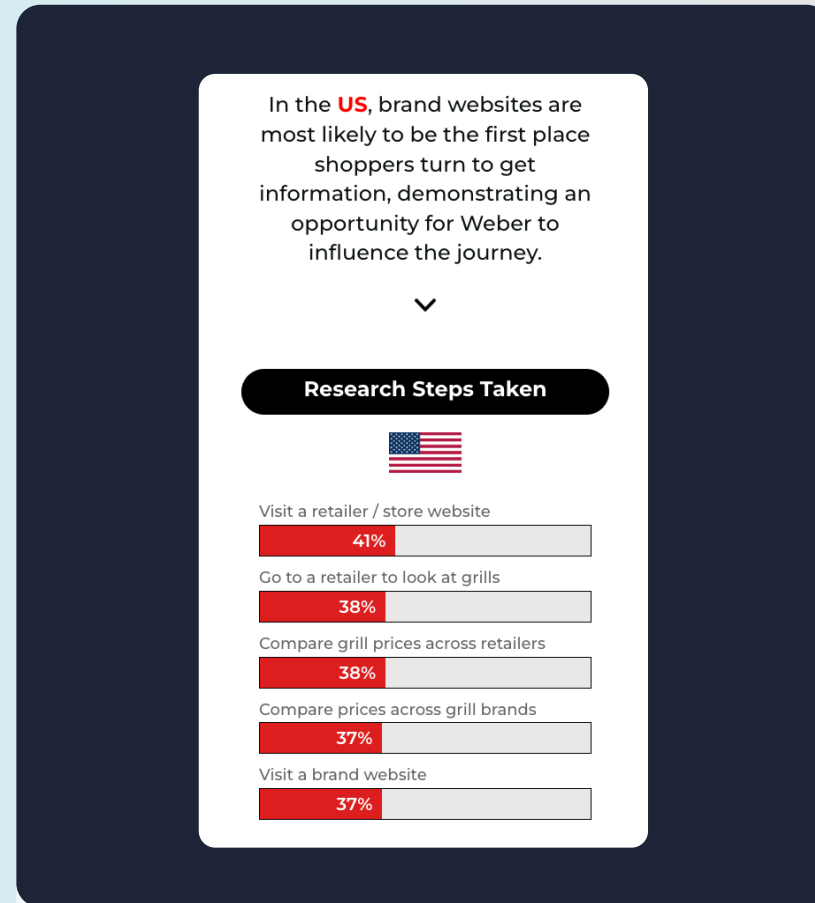 In the US, brand websites are
most likely to be the first place
shoppers turn to get
information, demonstrating an
opportunity for Weber to
influence the journey.
Research Steps Taken
Visit a retailer / store website
41%
Go to a retailer to look at grills
38%
Compare grill prices across retailers
38%
Compare prices across grill brands
37%
Visit a brand website
37%